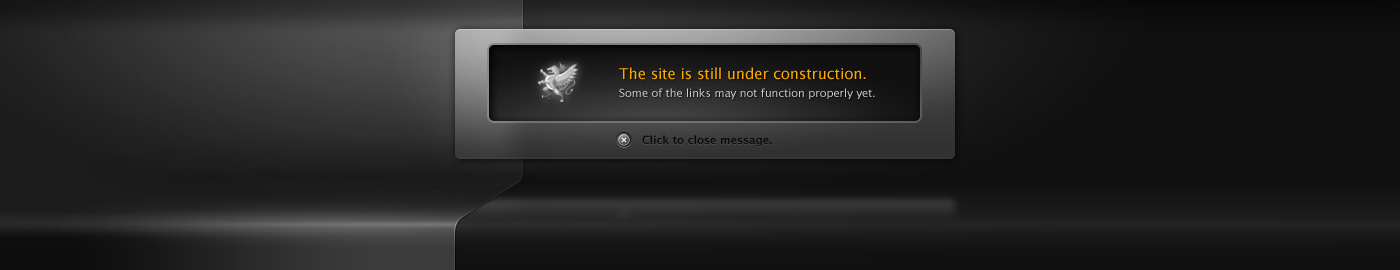 The site is still under construction.
Some of the links may not function properly yet.
Click to close message.